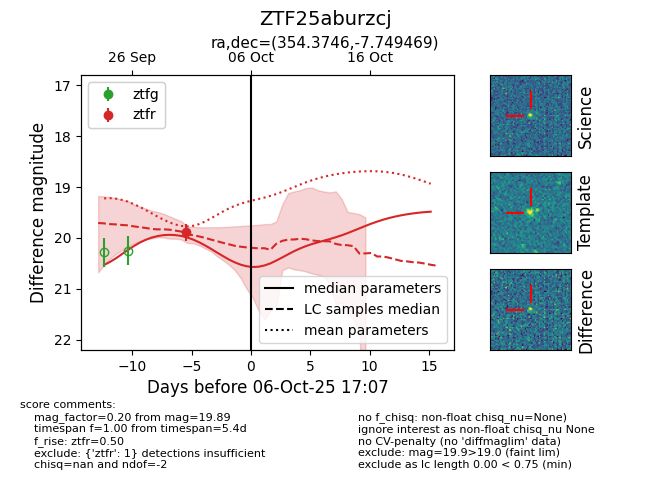 ZTF25aburzcj
ra,dec=(354.3746,-7.749469)
26 Sep 06 Oct 16 Oct
17
18
19
20
21
22
Difference magnitude
ztfg
ztfr
median parameters
LC samples median
mean parameters
−10 −5 0 5 10 15
Days before 06-Oct-25 17:07
Science
Template
Difference
score comments:
mag_factor=0.20 from mag=19.89
timespan f=1.00 from timespan=5.4d
f_rise: ztfr=0.50
exclude: {'ztfr': 1} detections insufficient
chisq=nan and ndof=-2
no f_chisq: non-float chisq_nu=None)
ignore interest as non-float chisq_nu None
no CV-penalty (no 'diffmaglim' data)
exclude: mag=19.9>19.0 (faint lim)
exclude as lc length 0.00 < 0.75 (min)